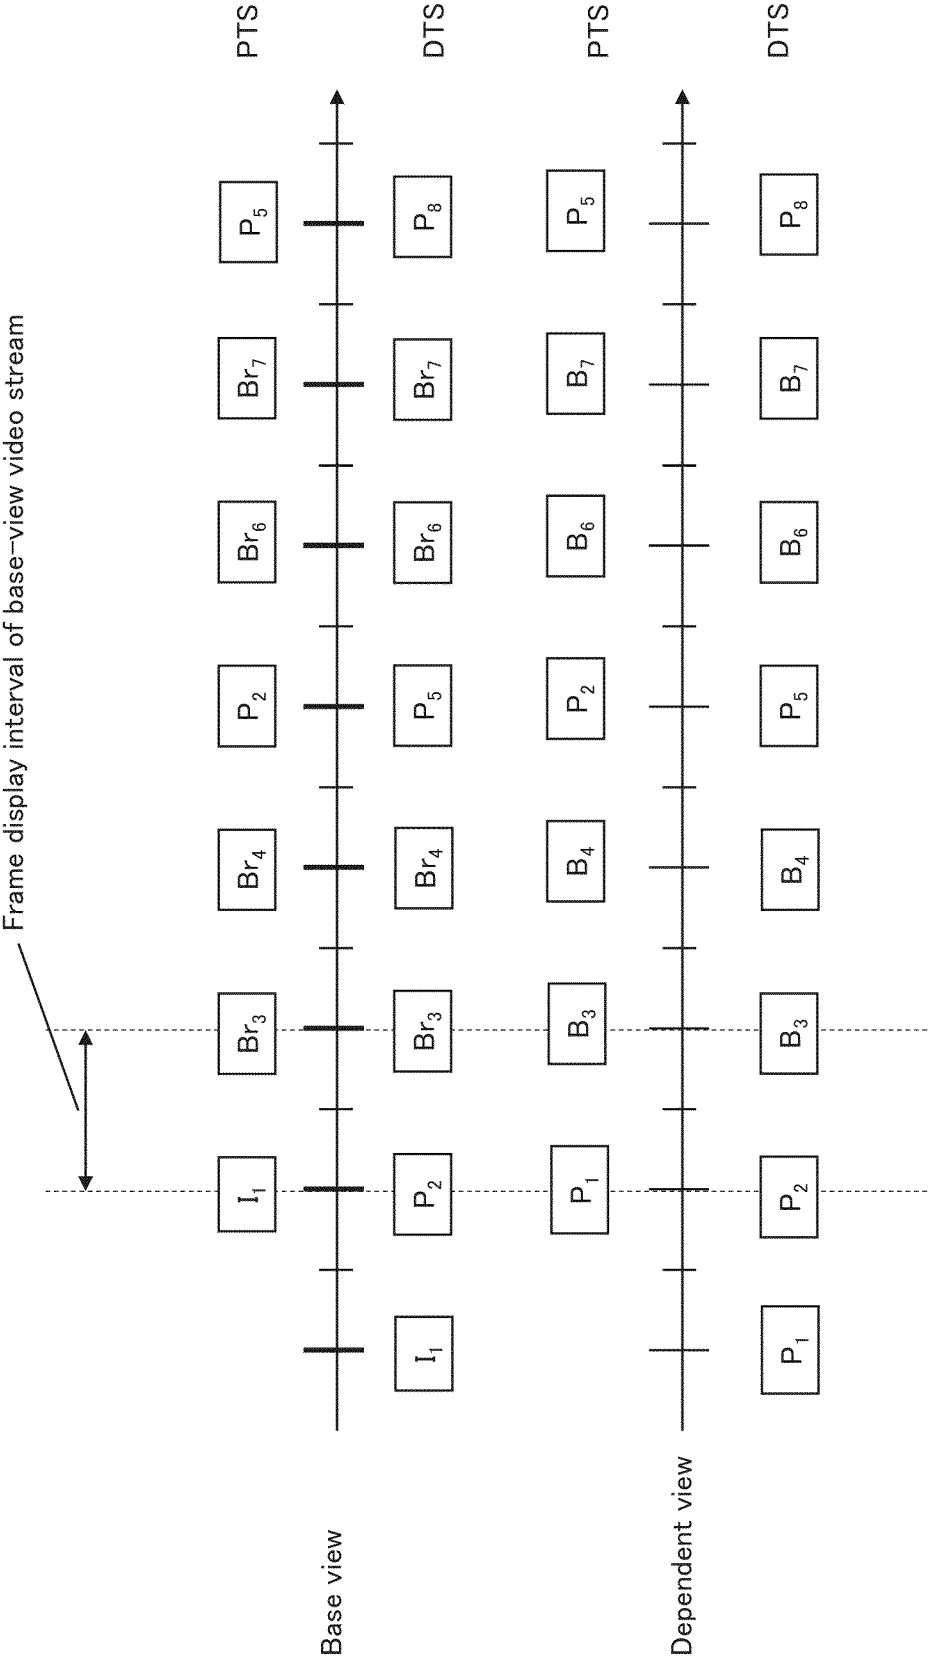 Frame display interval of base-view video stream
I1 Br3 Br4 P2 Br6 Br7 P5 PTS
Base view
I1 P2 Br3 Br4 P5 Br6 Br7 P8 DTS
P1 B3 B4 P2 B6 B7 P5 PTS
Dependent view
P1 P2 B3 B4 P5 B6 B7 P8 DTS